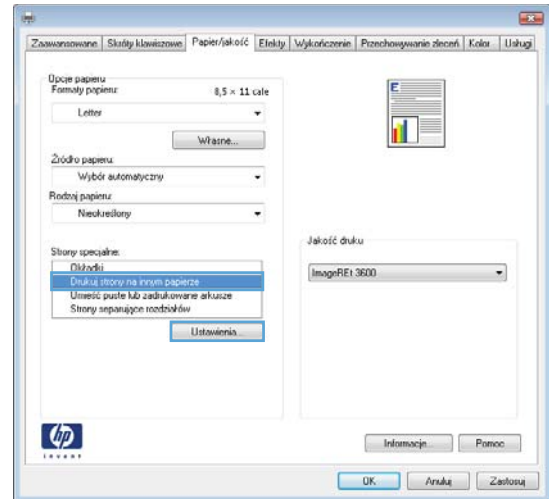 Zaawansowane Skróty klawiszowe Papier/jakość Efekty Wykończenie Przechowywanie zleceń Kolor Usługi
Opcje papieru
Formaty papieru: 8,5 × 11 cale
Letter
Własne...
Źródło papieru:
Wybór automatyczny
Rodzaj papieru:
Nieokreślony
Strony specjalne:
Okładki
Drukuj strony na innym papierze
Umieść puste lub zadrukowane arkusze
Strony separujące rozdziałów
Ustawienia...
E
Jakość druku
ImageREt 3600
hp
invent
Informacje... Pomoc
OK Anuluj Zastosuj